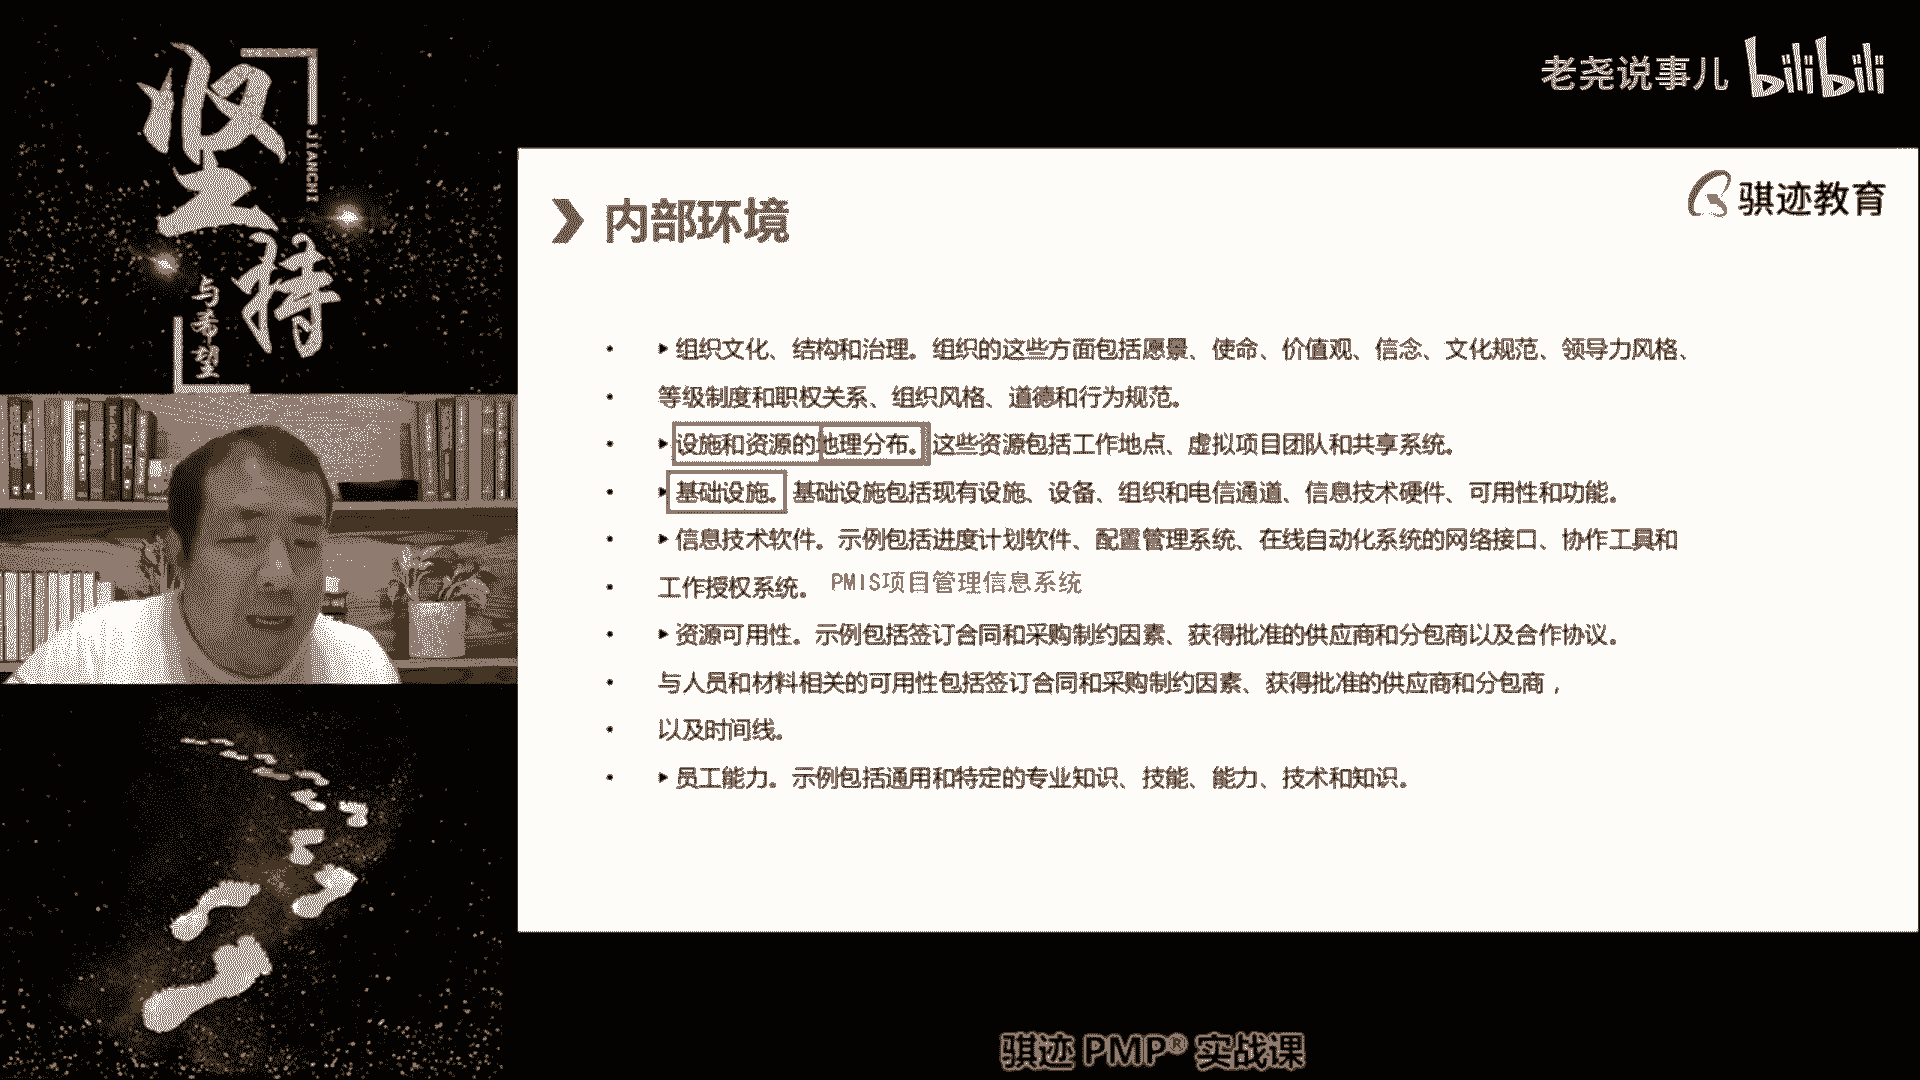 坚持
JIANCHI
与希望
老尧说事儿 bilibili
骐迹教育
内部环境
组织文化、结构和治理。组织的这些方面包括愿景、使命、价值观、信念、文化规范、领导力风格、
等级制度和职权关系、组织风格、道德和行为规范。
设施和资源的地理分布。这些资源包括工作地点、虚拟项目团队和共享系统。
基础设施。基础设施包括现有设施、设备、组织和电信通道、信息技术硬件、可用性和功能。
信息技术软件。示例包括进度计划软件、配置管理系统、在线自动化系统的网络接口、协作工具和
工作授权系统。 PMIS项目管理信息系统
资源可用性。示例包括签订合同和采购制约因素、获得批准的供应商和分包商以及合作协议。
与人员和材料相关的可用性包括签订合同和采购制约因素、获得批准的供应商和分包商，
以及时间线。
员工能力。示例包括通用和特定的专业知识、技能、能力、技术和知识。
骐迹 PMP® 实战课